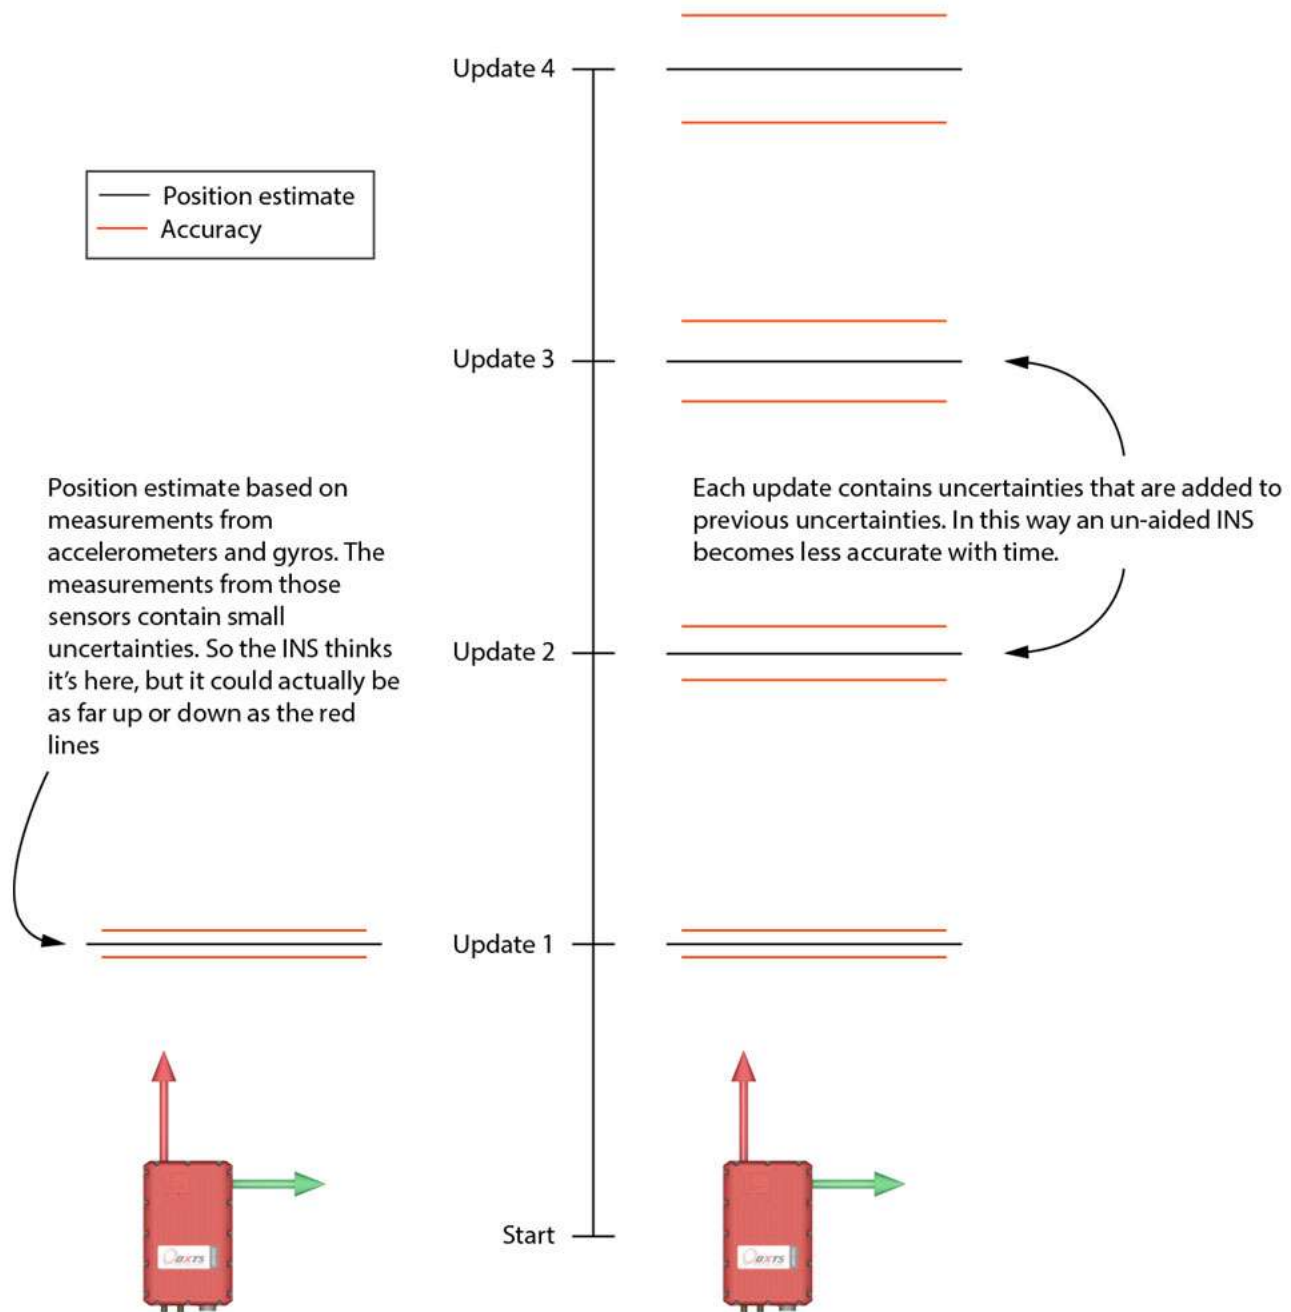 Update 4
Position estimate
Accuracy
Update 3
Position estimate based on
measurements from
accelerometers and gyros. The
measurements from those
sensors contain small
uncertainties. So the INS thinks
it's here, but it could actually be
as far up or down as the red
lines
Each update contains uncertainties that are added to
previous uncertainties. In this way an un-aided INS
becomes less accurate with time.
Update 2
Update 1
Start
OXTS
OXTS